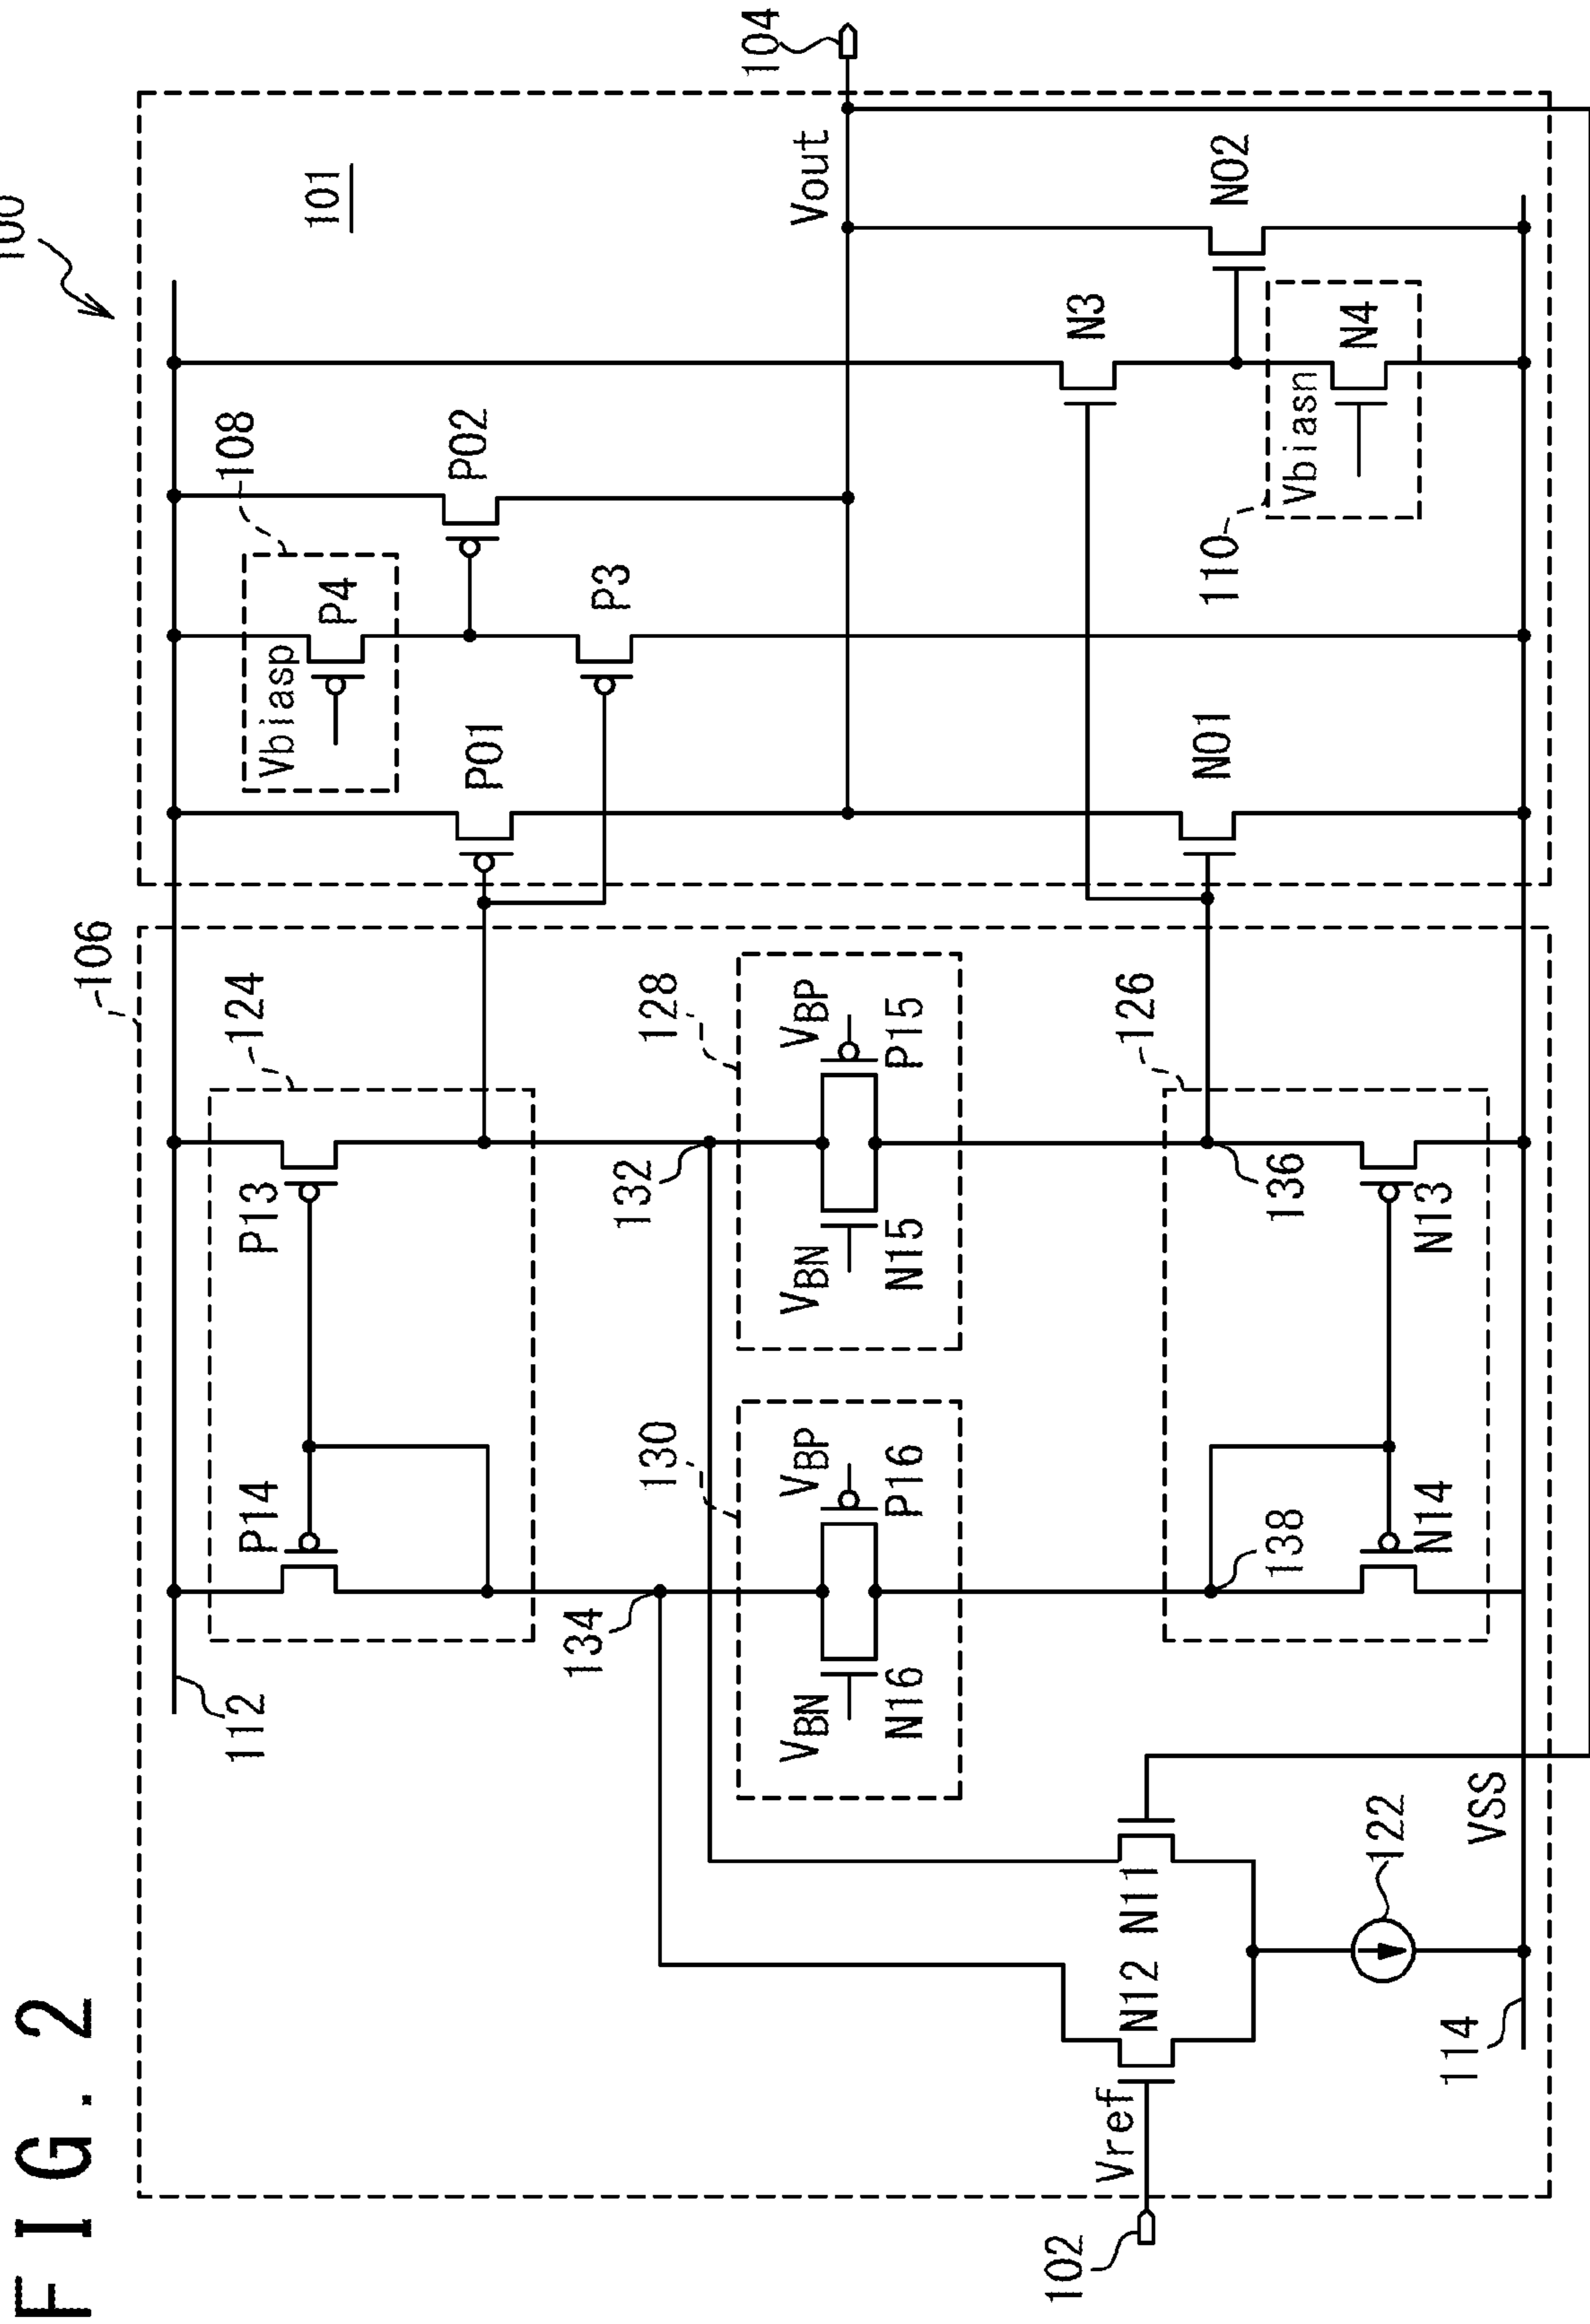 FIG. 2
100
101
106
124
108
P14
P13
P01
Vbiasp
P4
P02
112
P3
104
Vout
134
132
130
128
VBN
VBP
N16
P16
VBN
VBP
N15
P15
N3
102
Vref
N12
N11
138
136
126
N01
110
N02
Vbiasn
N4
122
N14
N13
VSS
114